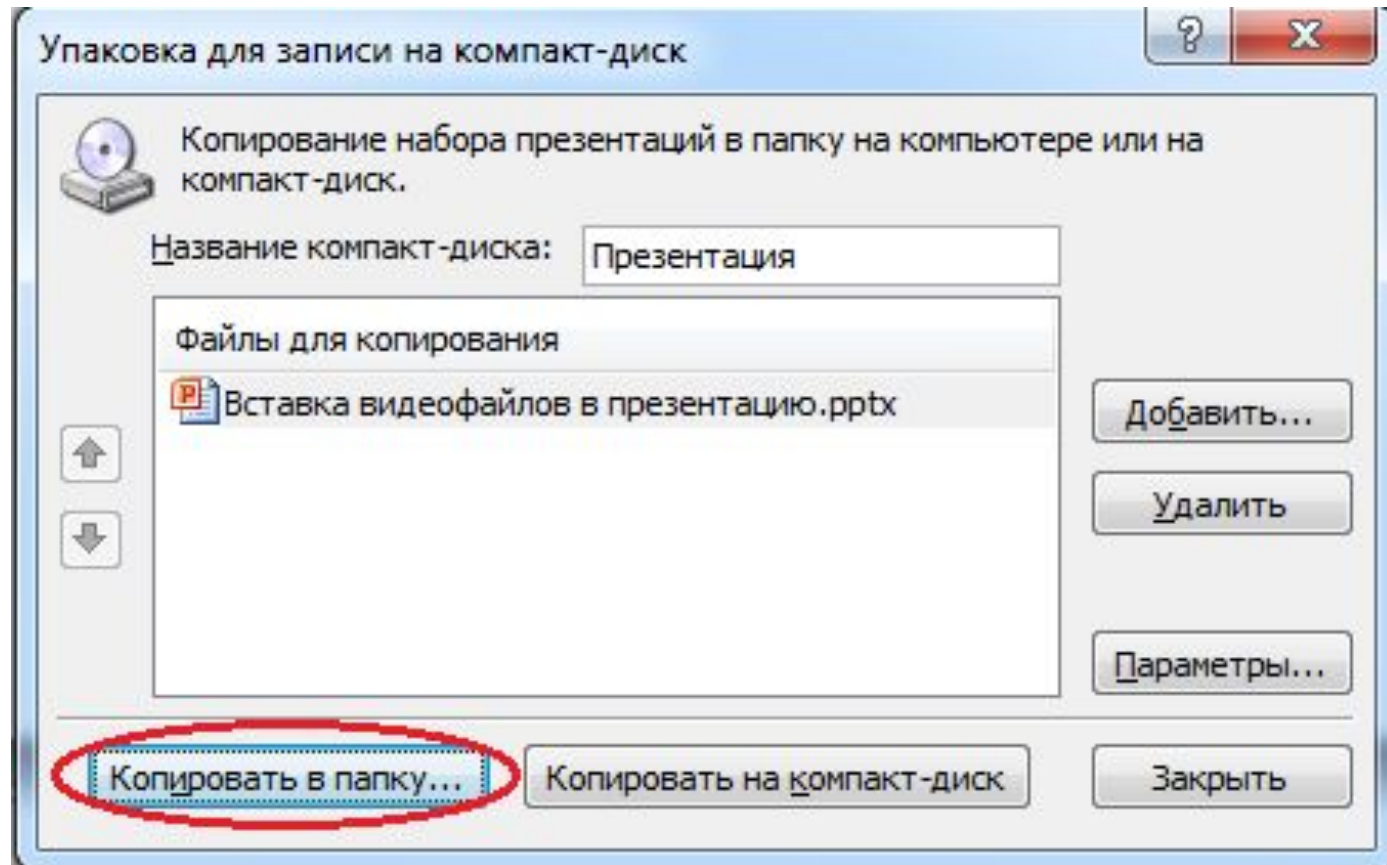 Упаковка для записи на компакт-диск
Копирование набора презентаций в папку на компьютере или на
компакт-диск.
Название компакт-диска: Презентация
Файлы для копирования
Вставка видеофайлов в презентацию.pptx
Добавить...
Удалить
Параметры...
Копировать в папку... Копировать на компакт-диск Закрыть